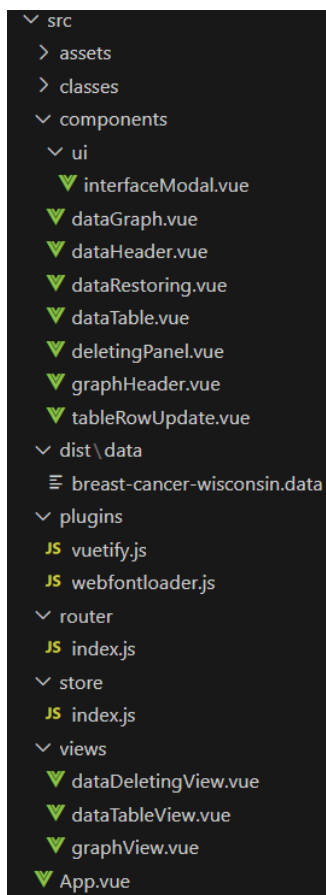 src
assets
classes
components
ui
interfaceModal.vue
dataGraph.vue
dataHeader.vue
dataRestoring.vue
dataTable.vue
deletingPanel.vue
graphHeader.vue
tableRowUpdate.vue
dist\data
breast-cancer-wisconsin.data
plugins
JS vuetify.js
JS webfontloader.js
router
JS index.js
store
JS index.js
views
dataDeletingView.vue
dataTableView.vue
graphView.vue
App.vue